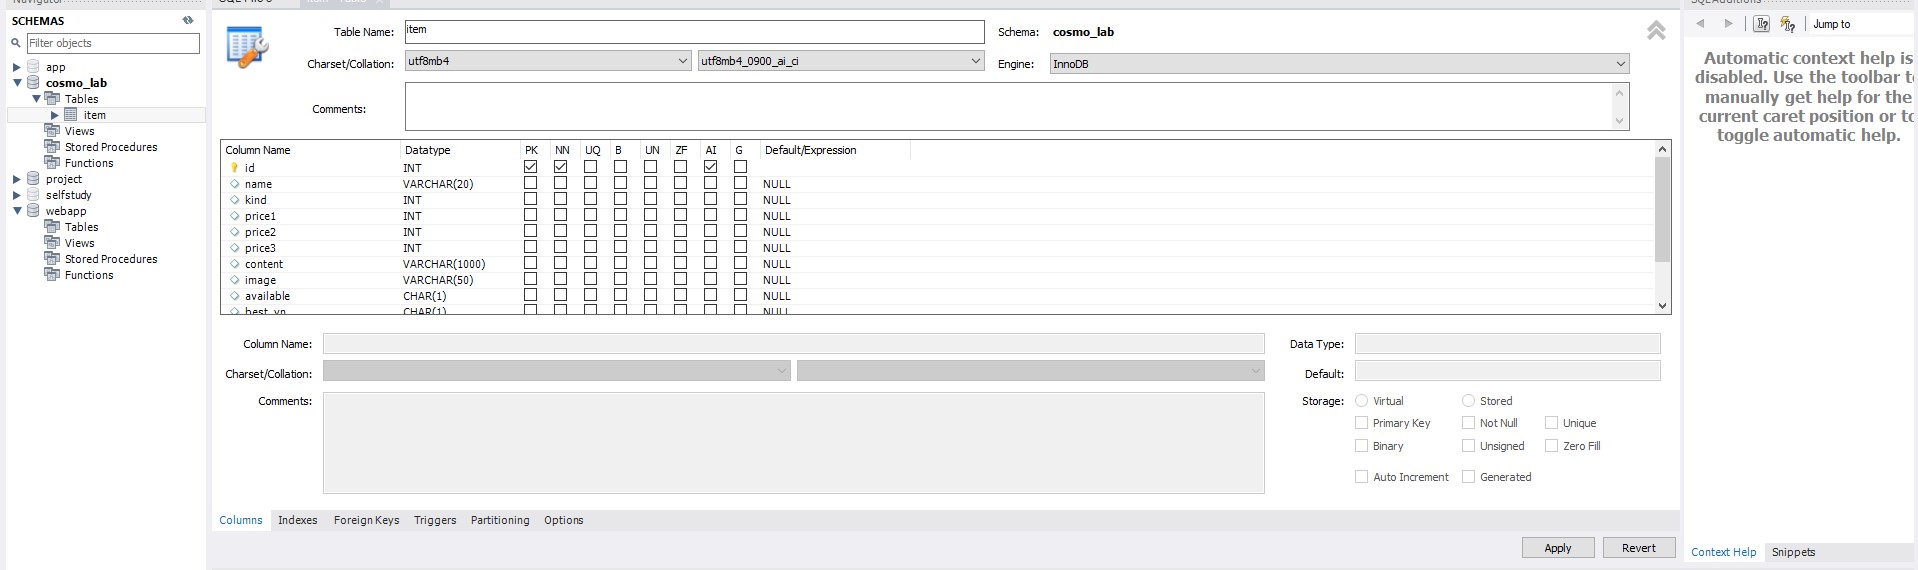 Navigator
SCHEMAS
Filter objects
app
cosmo_lab
Tables
item
Views
Stored Procedures
Functions
project
selfstudy
webapp
Tables
Views
Stored Procedures
Functions
Table Name: item Schema: cosmo_lab
Charset/Collation: utf8mb4 utf8mb4_0900_ai_ci Engine: InnoDB
Comments:
Column Name Datatype PK NN UQ B UN ZF AI G Default/Expression
id INT
name VARCHAR(20) NULL
kind INT NULL
price1 INT NULL
price2 INT NULL
price3 INT NULL
content VARCHAR(1000) NULL
image VARCHAR(50) NULL
available CHAR(1) NULL
best_yn CHAR(1) NULL
Column Name: Data Type:
Charset/Collation: Default:
Comments: Storage: Virtual Stored
Primary Key Not Null Unique
Binary Unsigned Zero Fill
Auto Increment Generated
Columns Indexes Foreign Keys Triggers Partitioning Options
Apply Revert
SQLAdditions
Jump to
Automatic context help is
disabled. Use the toolbar t
manually get help for the
current caret position or to
toggle automatic help.
Context Help Snippets